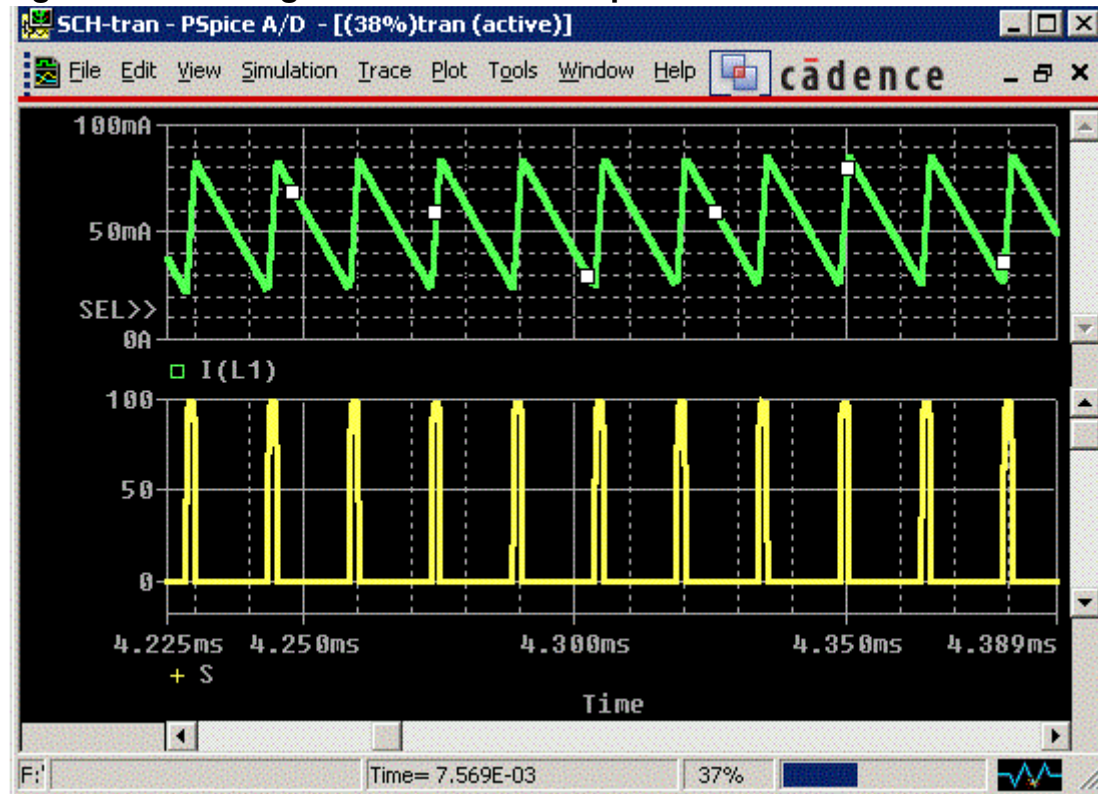 SCH-tran - PSpice A/D - [(38%)tran (active)]
File Edit View Simulation Trace Plot Tools Window Help cādence
100mA
50mA
SEL>>
0A
I(L1)
100
50
0
4.225ms 4.250ms 4.300ms 4.350ms 4.389ms
+ S
Time
F:' Time= 7.569E-03 37%